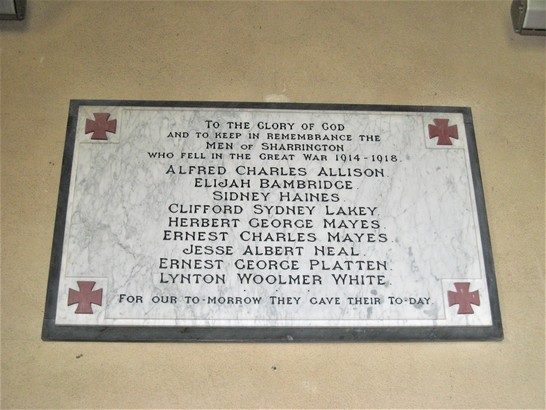 To the Glory of God
and to keep in remembrance the
Men of Sharrington
who fell in the Great War 1914-1918.
Alfred Charles Allison.
Elijah Bambridge.
Sidney Haines.
Clifford Sydney Lakey.
Herbert George Mayes.
Ernest Charles Mayes.
Jesse Albert Neal.
Ernest George Platten.
Lynton Woolmer White.
For our to-morrow They gave their To-day.